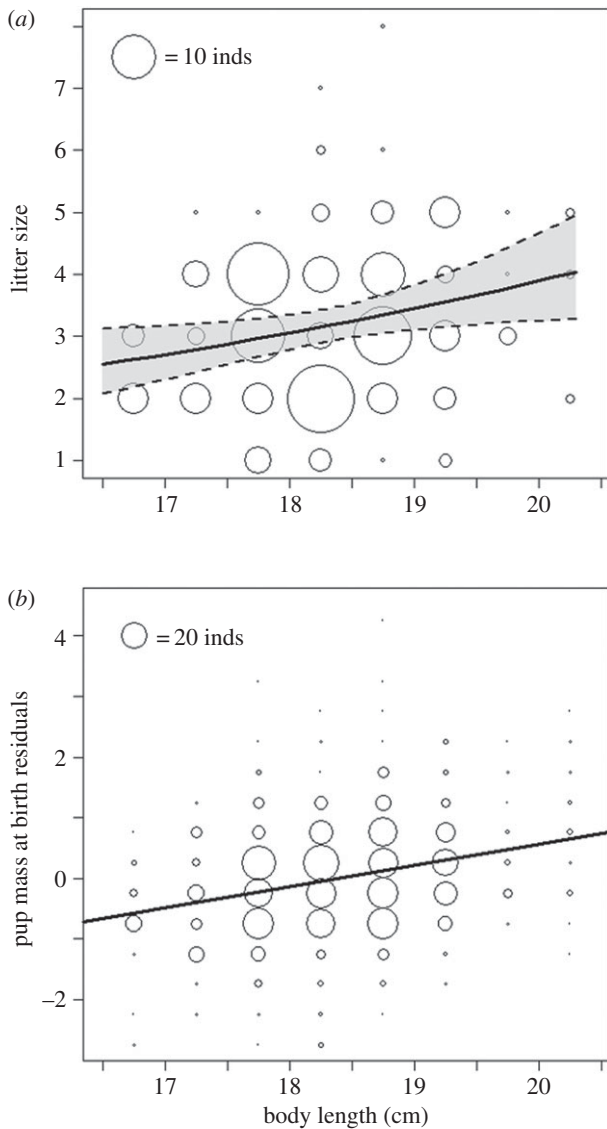 (a)
= 10 inds
7
6
5
4
3
2
1
litter size
17 18 19 20
(b)
= 20 inds
4
2
0
–2
pup mass at birth residuals
17 18 19 20
body length (cm)